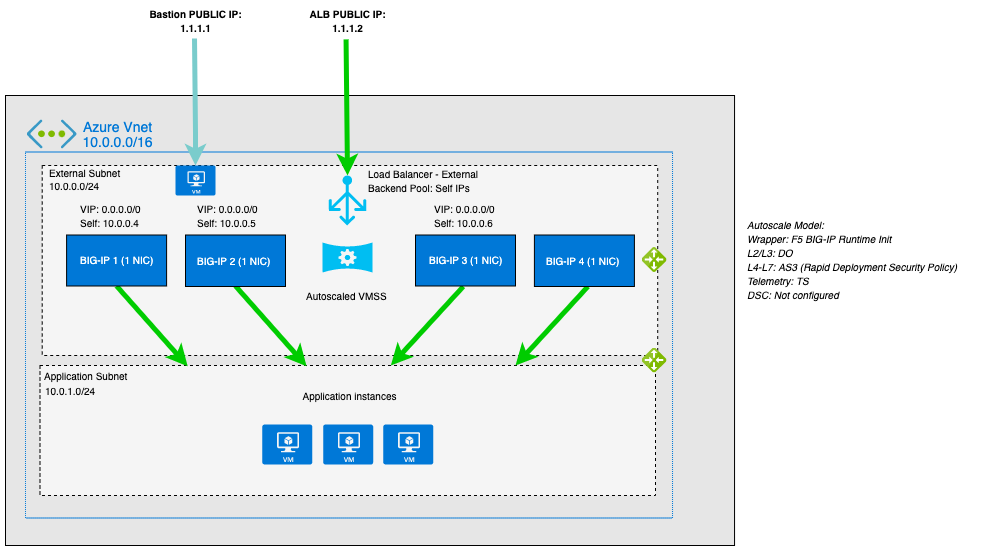 Bastion PUBLIC IP:
1.1.1.1
ALB PUBLIC IP:
1.1.1.2
Azure Vnet
10.0.0.0/16
External Subnet
10.0.0.0/24
VM
Load Balancer - External
Backend Pool: Self IPs
VIP: 0.0.0.0/0
Self: 10.0.0.4
VIP: 0.0.0.0/0
Self: 10.0.0.5
VIP: 0.0.0.0/0
Self: 10.0.0.6
BIG-IP 1 (1 NIC)
BIG-IP 2 (1 NIC)
BIG-IP 3 (1 NIC)
BIG-IP 4 (1 NIC)
Autoscaled VMSS
Autoscale Model:
Wrapper: F5 BIG-IP Runtime Init
L2/L3: DO
L4-L7: AS3 (Rapid Deployment Security Policy)
Telemetry: TS
DSC: Not configured
Application Subnet
10.0.1.0/24
Application instances
VM
VM
VM